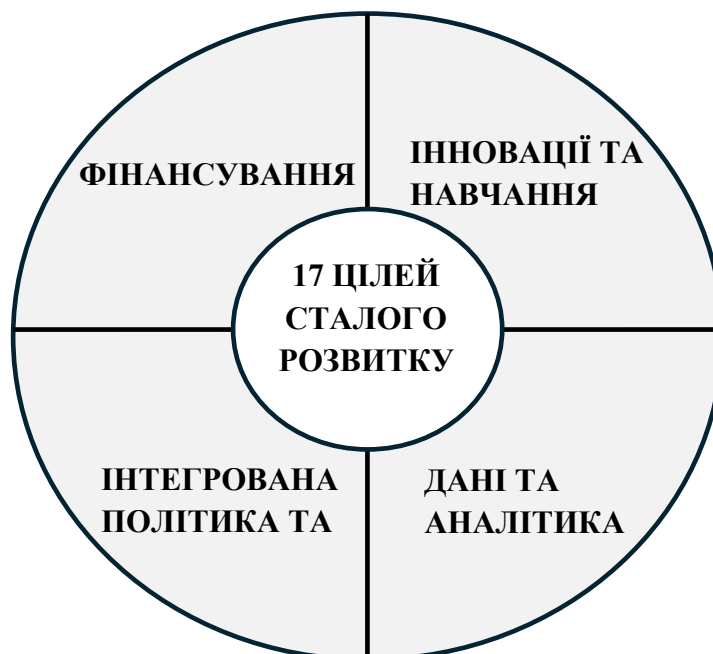 ФІНАНСУВАННЯ
ІННОВАЦІЇ ТА
НАВЧАННЯ
17 ЦІЛЕЙ
СТАЛОГО
РОЗВИТКУ
ІНТЕГРОВАНА
ПОЛІТИКА ТА
ДАНІ ТА
АНАЛІТИКА